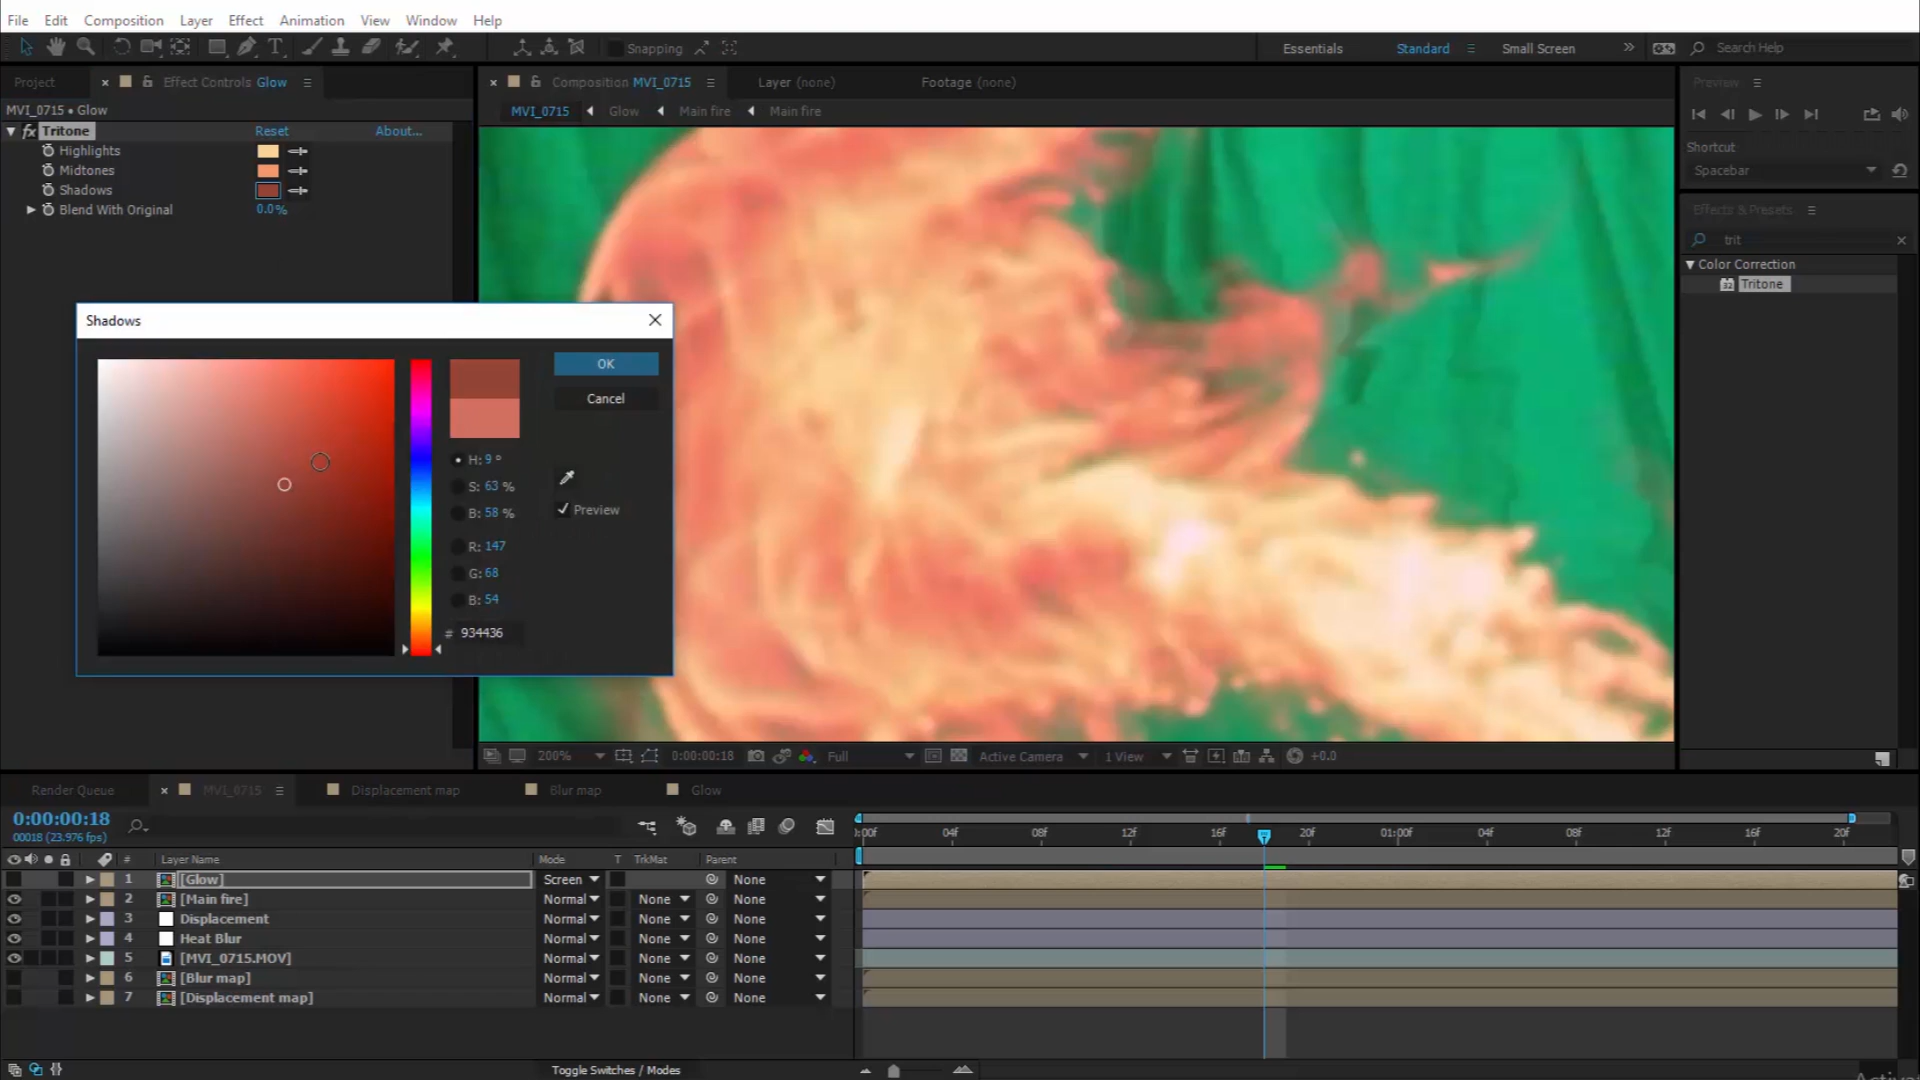 File Edit Composition Layer Effect Animation View Window Help
Snapping
Essentials Standard Small Screen Search Help
Project Effect Controls Glow
Composition MVI_0715 Layer (none) Footage (none)
Preview
MVI_0715 • Glow
MVI_0715 Glow Main fire Main fire
fx Tritone Reset About...
Highlights
Midtones
Shadows
Blend With Original 0.0%
Shortcut
Spacebar
Effects & Presets
trit
Color Correction
32 Tritone
Shadows
OK
Cancel
H: 9 °
S: 63 %
B: 58 %
Preview
R: 147
G: 68
B: 54
# 934436
200% 0:00:00:18 Full Active Camera 1 View +0.0
Render Queue MVI_0715 Displacement map Blur map Glow
0:00:00:18
00018 (23.976 fps)
0:00f 04f 08f 12f 16f 20f 01:00f 04f 08f 12f 16f 20f
# Layer Name Mode T TrkMat Parent
1 [Glow] Screen None
2 [Main fire] Normal None None
3 Displacement Normal None None
4 Heat Blur Normal None None
5 [MVI_0715.MOV] Normal None None
6 [Blur map] Normal None None
7 [Displacement map] Normal None None
Toggle Switches / Modes